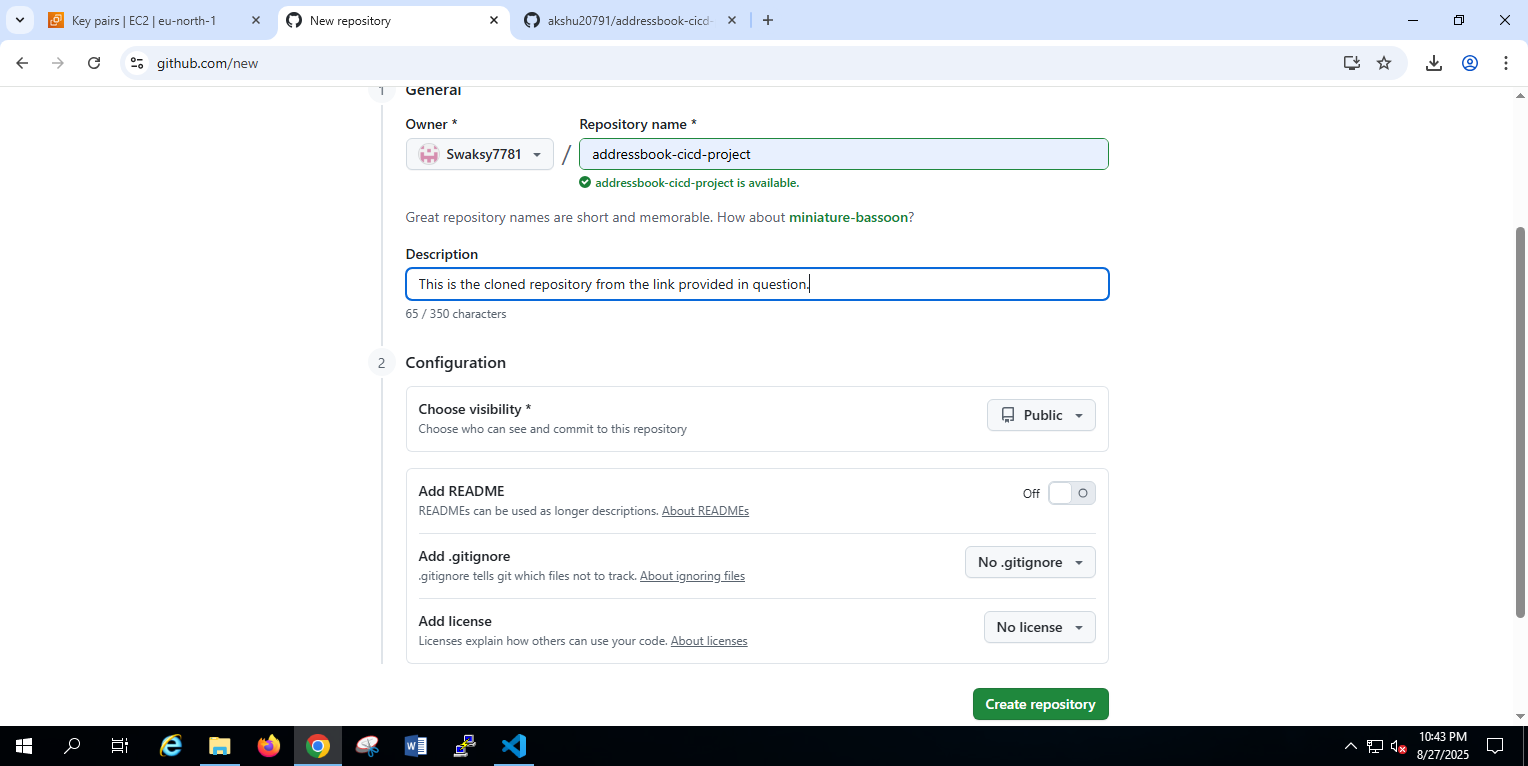 Key pairs | EC2 | eu-north-1
New repository
akshu20791/addressbook-cicd-
github.com/new
1 General
Owner * Repository name *
Swaksy7781 / addressbook-cicd-project
addressbook-cicd-project is available.
Great repository names are short and memorable. How about miniature-bassoon?
Description
This is the cloned repository from the link provided in question.
65 / 350 characters
2 Configuration
Choose visibility *
Choose who can see and commit to this repository
Public
Add README
READMEs can be used as longer descriptions. About READMEs
Off
Add .gitignore
.gitignore tells git which files not to track. About ignoring files
No .gitignore
Add license
Licenses explain how others can use your code. About licenses
No license
Create repository
10:43 PM
8/27/2025